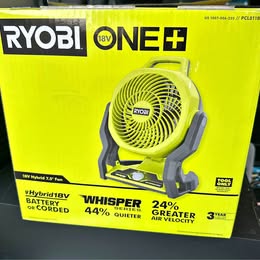 RYOBI 18V ONE+
RYOBI
18V Hybrid 7.5" Fan
TOOL ONLY
#Hybrid18V
BATTERY OR CORDED
WHISPER SERIES
44% QUIETER
24% GREATER AIR VELOCITY
3 YEAR